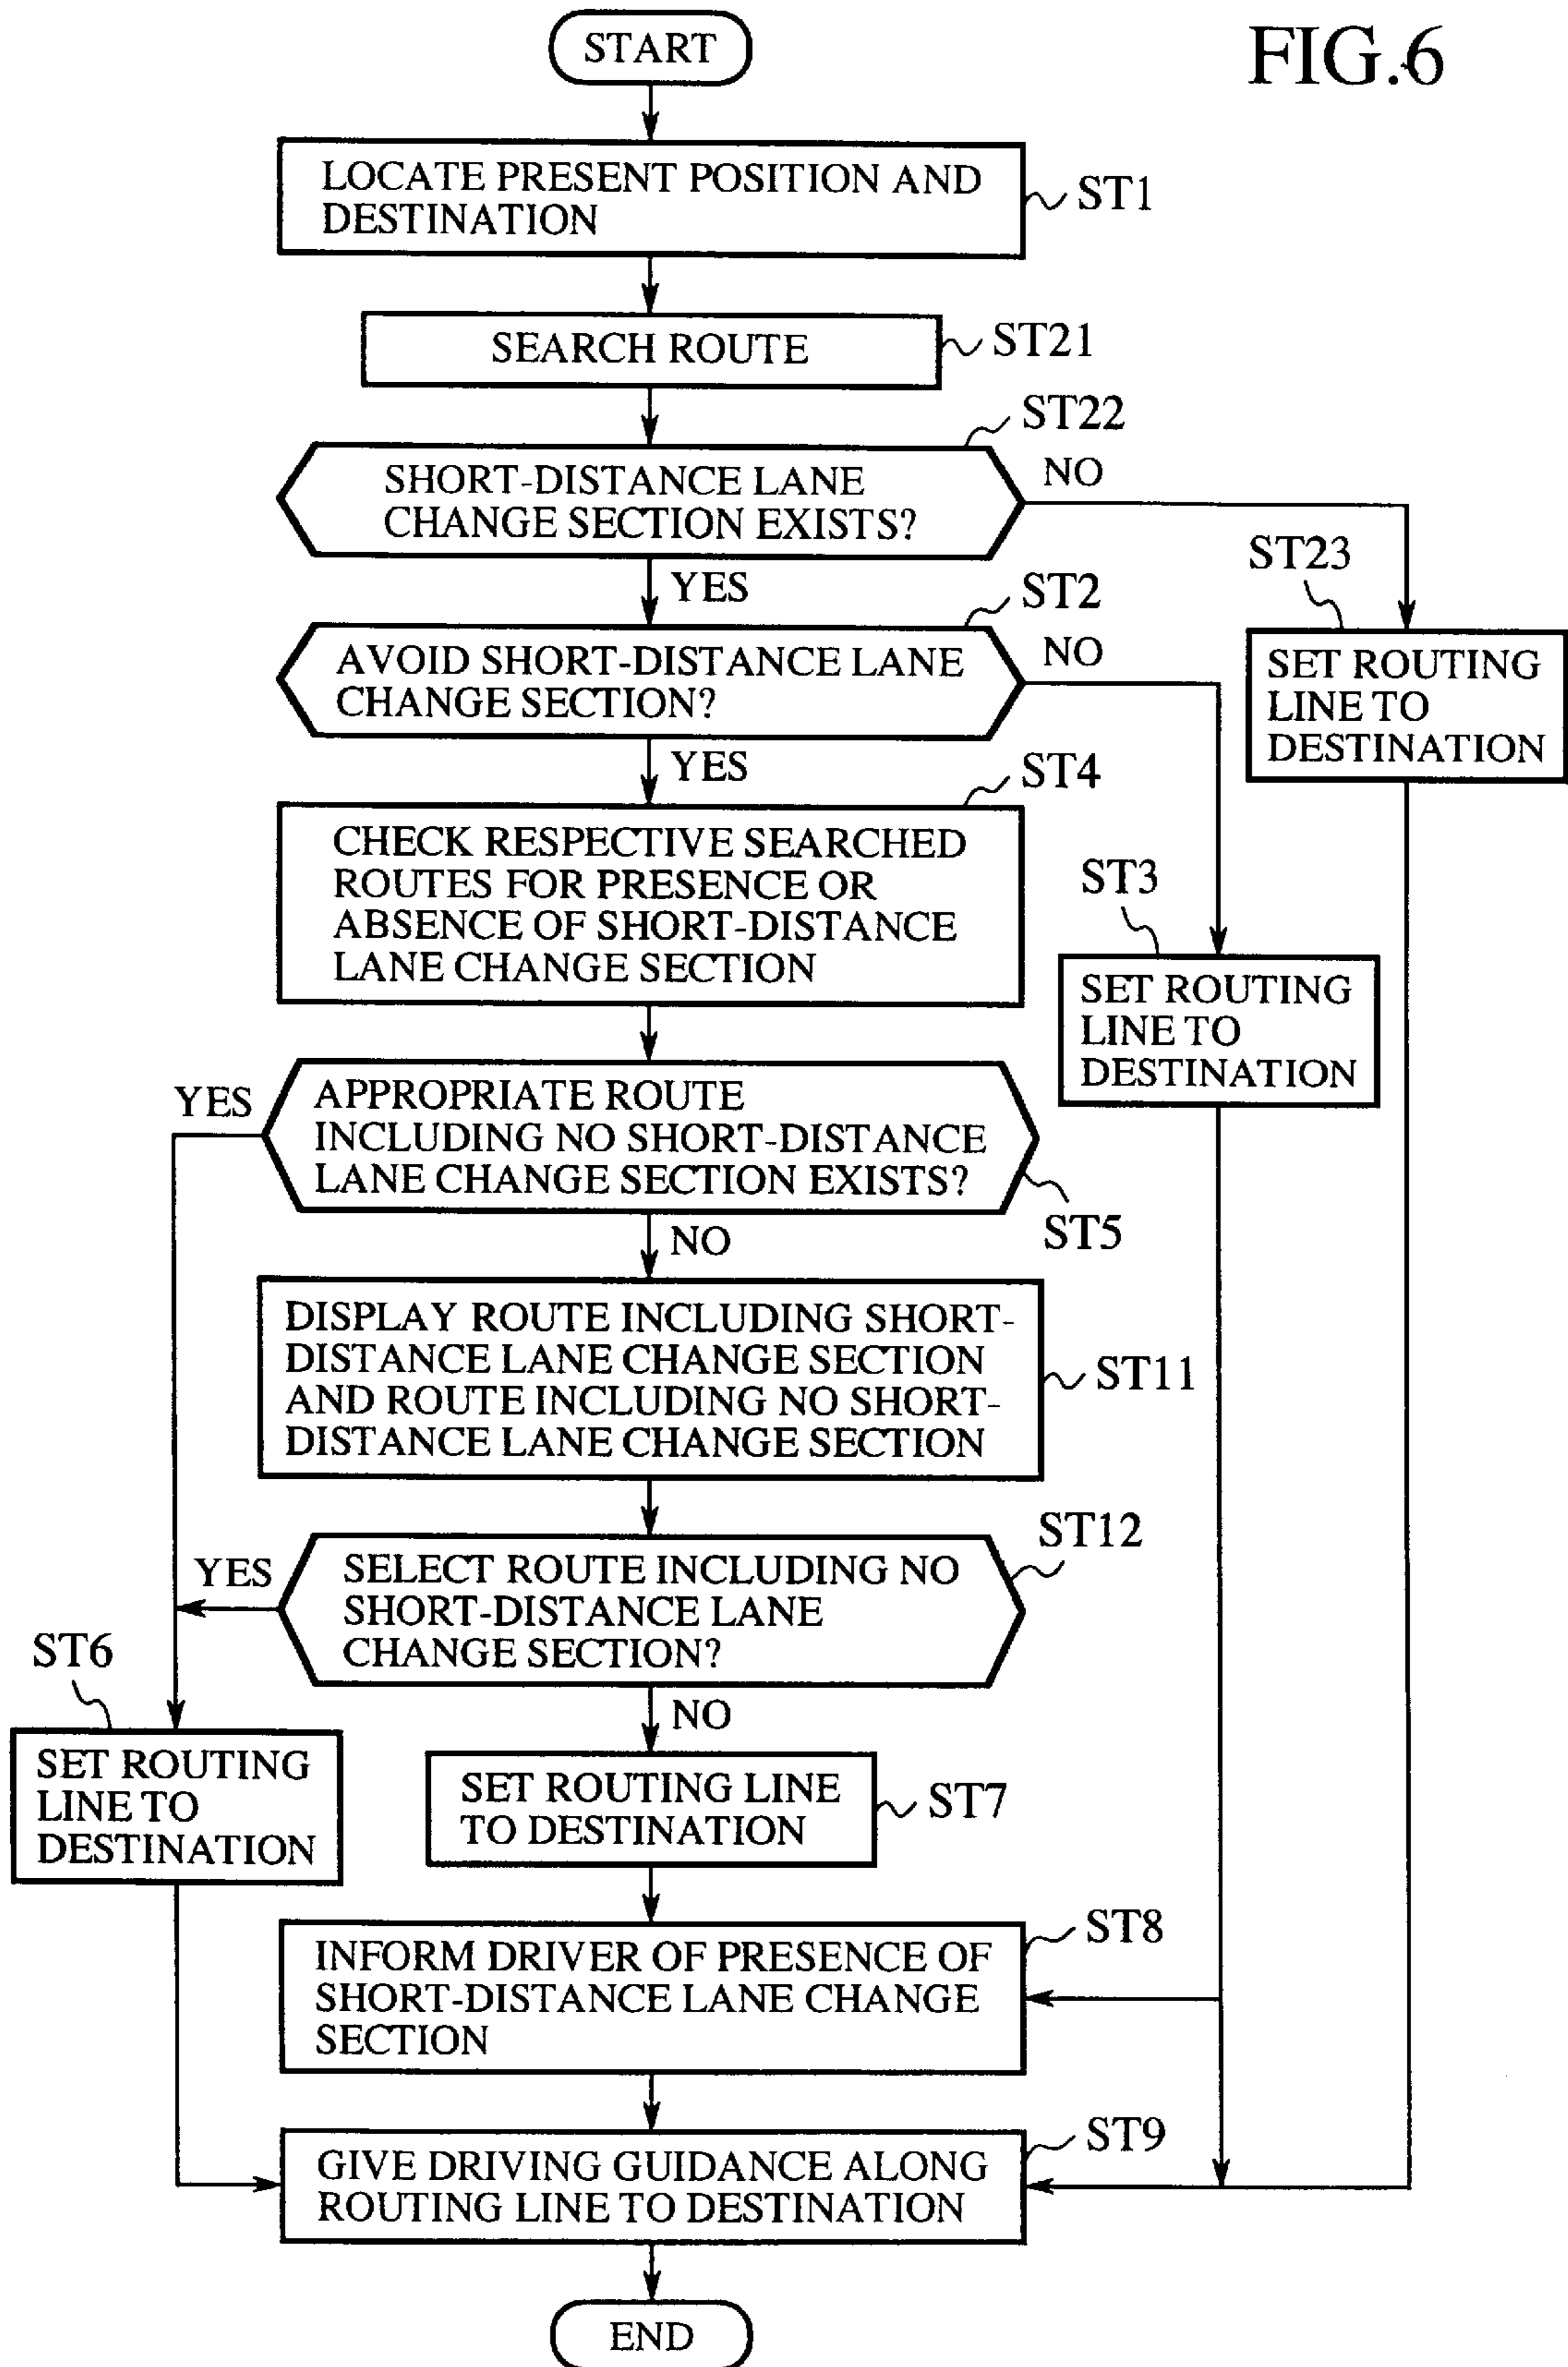 START
FIG.6
LOCATE PRESENT POSITION AND
DESTINATION
ST1
SEARCH ROUTE
ST21
ST22
SHORT-DISTANCE LANE
CHANGE SECTION EXISTS?
NO
YES
ST23
SET ROUTING
LINE TO
DESTINATION
ST2
AVOID SHORT-DISTANCE LANE
CHANGE SECTION?
NO
YES
ST4
CHECK RESPECTIVE SEARCHED
ROUTES FOR PRESENCE OR
ABSENCE OF SHORT-DISTANCE
LANE CHANGE SECTION
ST3
SET ROUTING
LINE TO
DESTINATION
YES
APPROPRIATE ROUTE
INCLUDING NO SHORT-DISTANCE
LANE CHANGE SECTION EXISTS?
ST5
NO
DISPLAY ROUTE INCLUDING SHORT-
DISTANCE LANE CHANGE SECTION
AND ROUTE INCLUDING NO SHORT-
DISTANCE LANE CHANGE SECTION
ST11
ST12
YES
SELECT ROUTE INCLUDING NO
SHORT-DISTANCE LANE
CHANGE SECTION?
NO
ST6
SET ROUTING
LINE TO
DESTINATION
SET ROUTING LINE
TO DESTINATION
ST7
ST8
INFORM DRIVER OF PRESENCE OF
SHORT-DISTANCE LANE CHANGE
SECTION
ST9
GIVE DRIVING GUIDANCE ALONG
ROUTING LINE TO DESTINATION
END